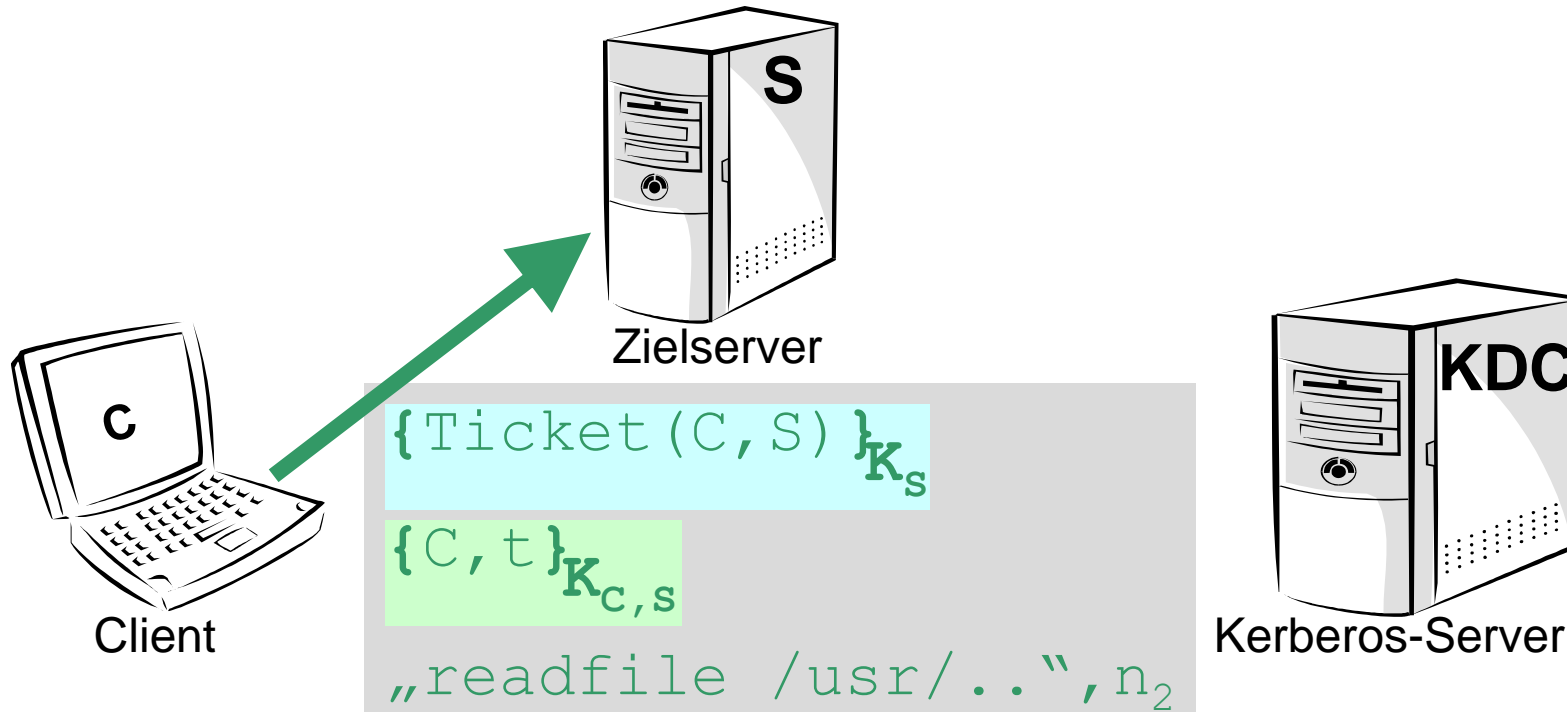 S
Zielserver
KDC
C
{Ticket(C,S)}Ks
{C,t}Kc,s
Client
Kerberos-Server
„readfile /usr/..“,n₂